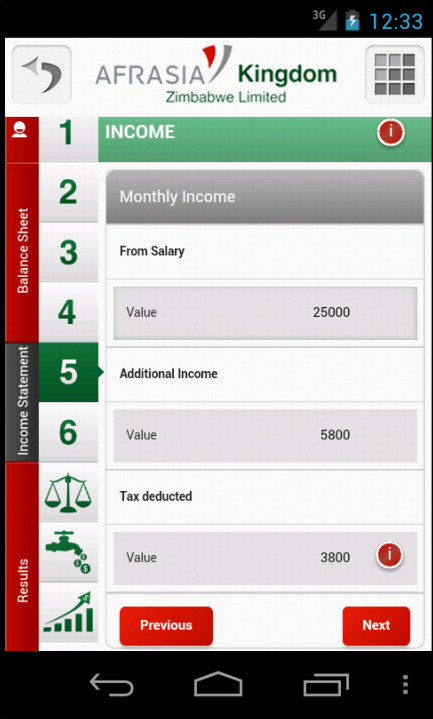 3G 12:33
AFRASIA Kingdom
Zimbabwe Limited
1 INCOME i
2
3
4
5
6
Balance Sheet
Income Statement
Results
Monthly Income
From Salary
Value 25000
Additional Income
Value 5800
Tax deducted
Value 3800 i
Previous Next